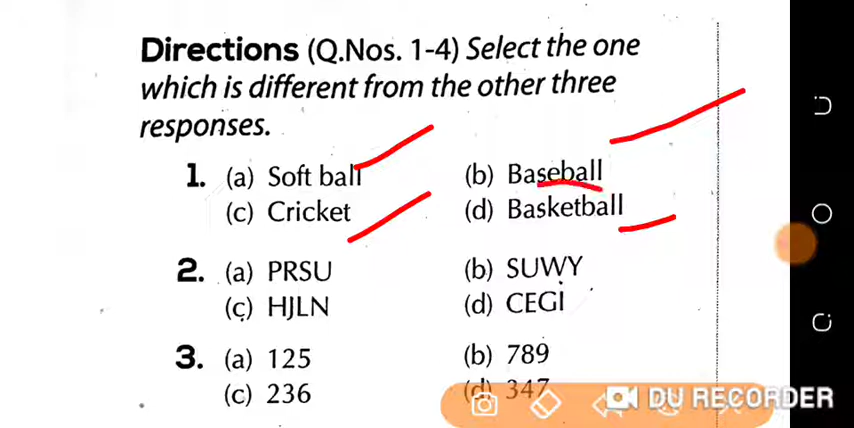 Directions (Q.Nos. 1-4) Select the one
which is different from the other three
responses.
1. (a) Soft ball (b) Baseball
(c) Cricket (d) Basketball
2. (a) PRSU (b) SUWY
(c) HJLN (d) CEGI
3. (a) 125 (b) 789
(c) 236 (d) 347
DU RECORDER